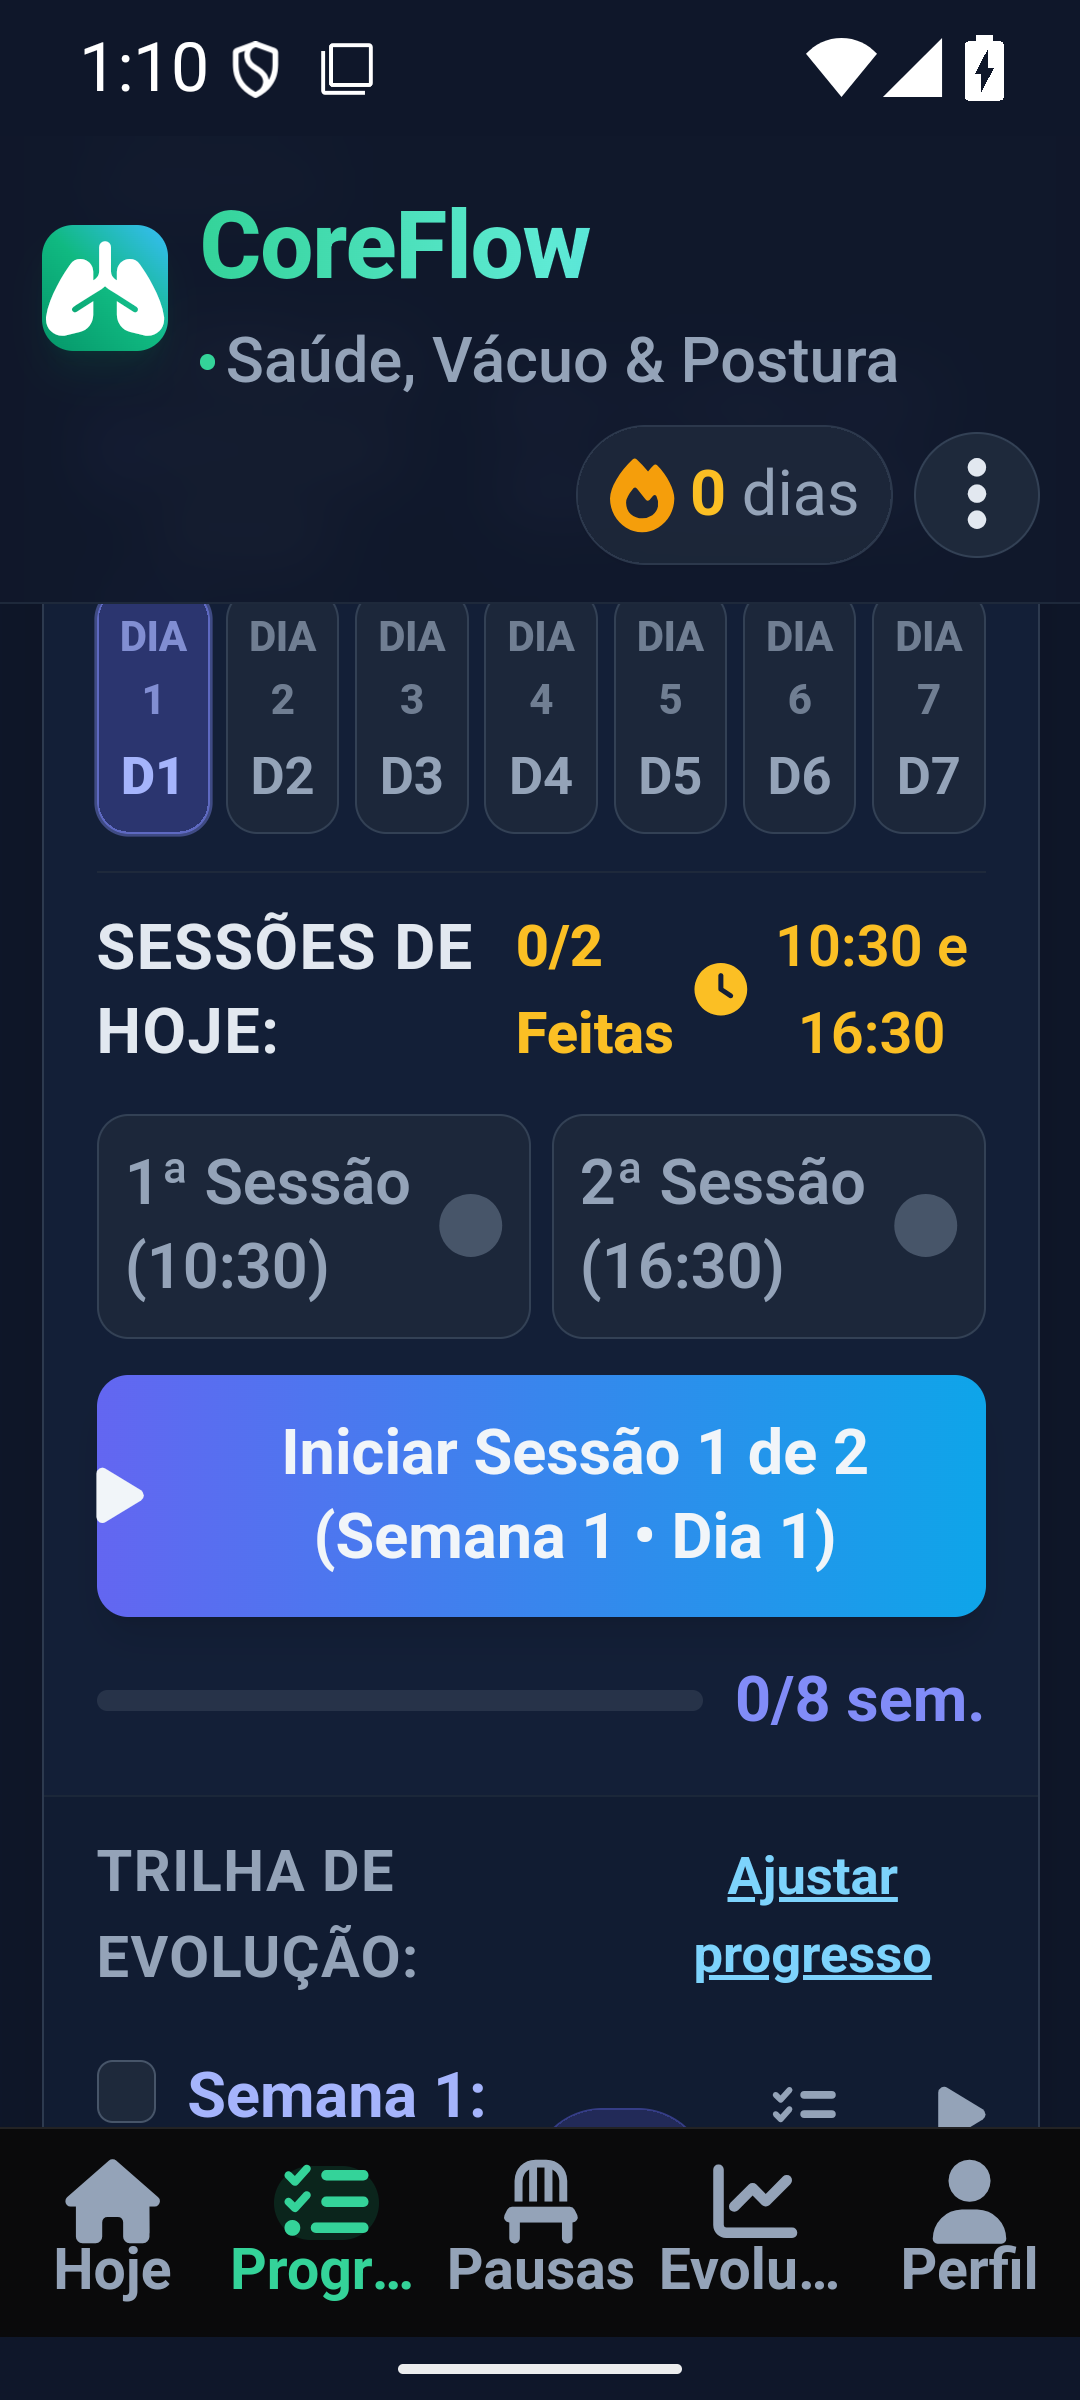 1:10
CoreFlow
• Saúde, Vácuo & Postura
0 dias
DIA 1 D1
DIA 2 D2
DIA 3 D3
DIA 4 D4
DIA 5 D5
DIA 6 D6
DIA 7 D7
SESSÕES DE HOJE:
0/2 Feitas
10:30 e 16:30
1ª Sessão (10:30)
2ª Sessão (16:30)
Iniciar Sessão 1 de 2
(Semana 1 • Dia 1)
0/8 sem.
TRILHA DE EVOLUÇÃO:
Ajustar progresso
Semana 1:
Hoje
Progr...
Pausas
Evolu...
Perfil